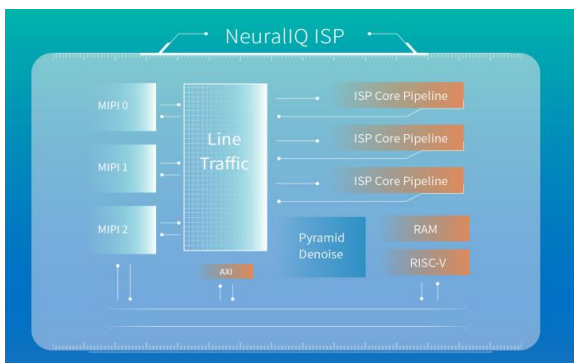 NeuralIQ ISP
MIPI 0
MIPI 1
MIPI 2
Line
Traffic
ISP Core Pipeline
ISP Core Pipeline
ISP Core Pipeline
Pyramid
Denoise
RAM
RISC-V
AXI